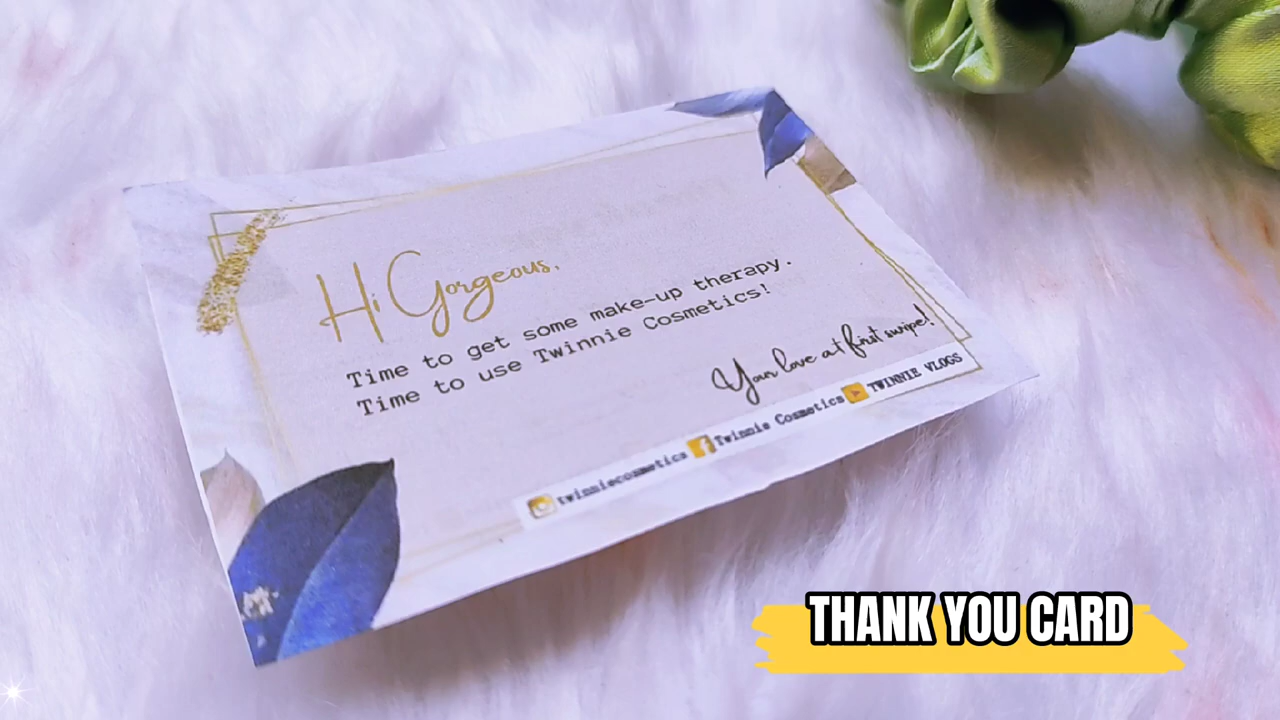 Hi Gorgeous,
Time to get some make-up therapy.
Time to use Twinnie Cosmetics!
Your love at first swipe!
twinniecosmetics Twinnie Cosmetics TWINNIE VLOGS
THANK YOU CARD